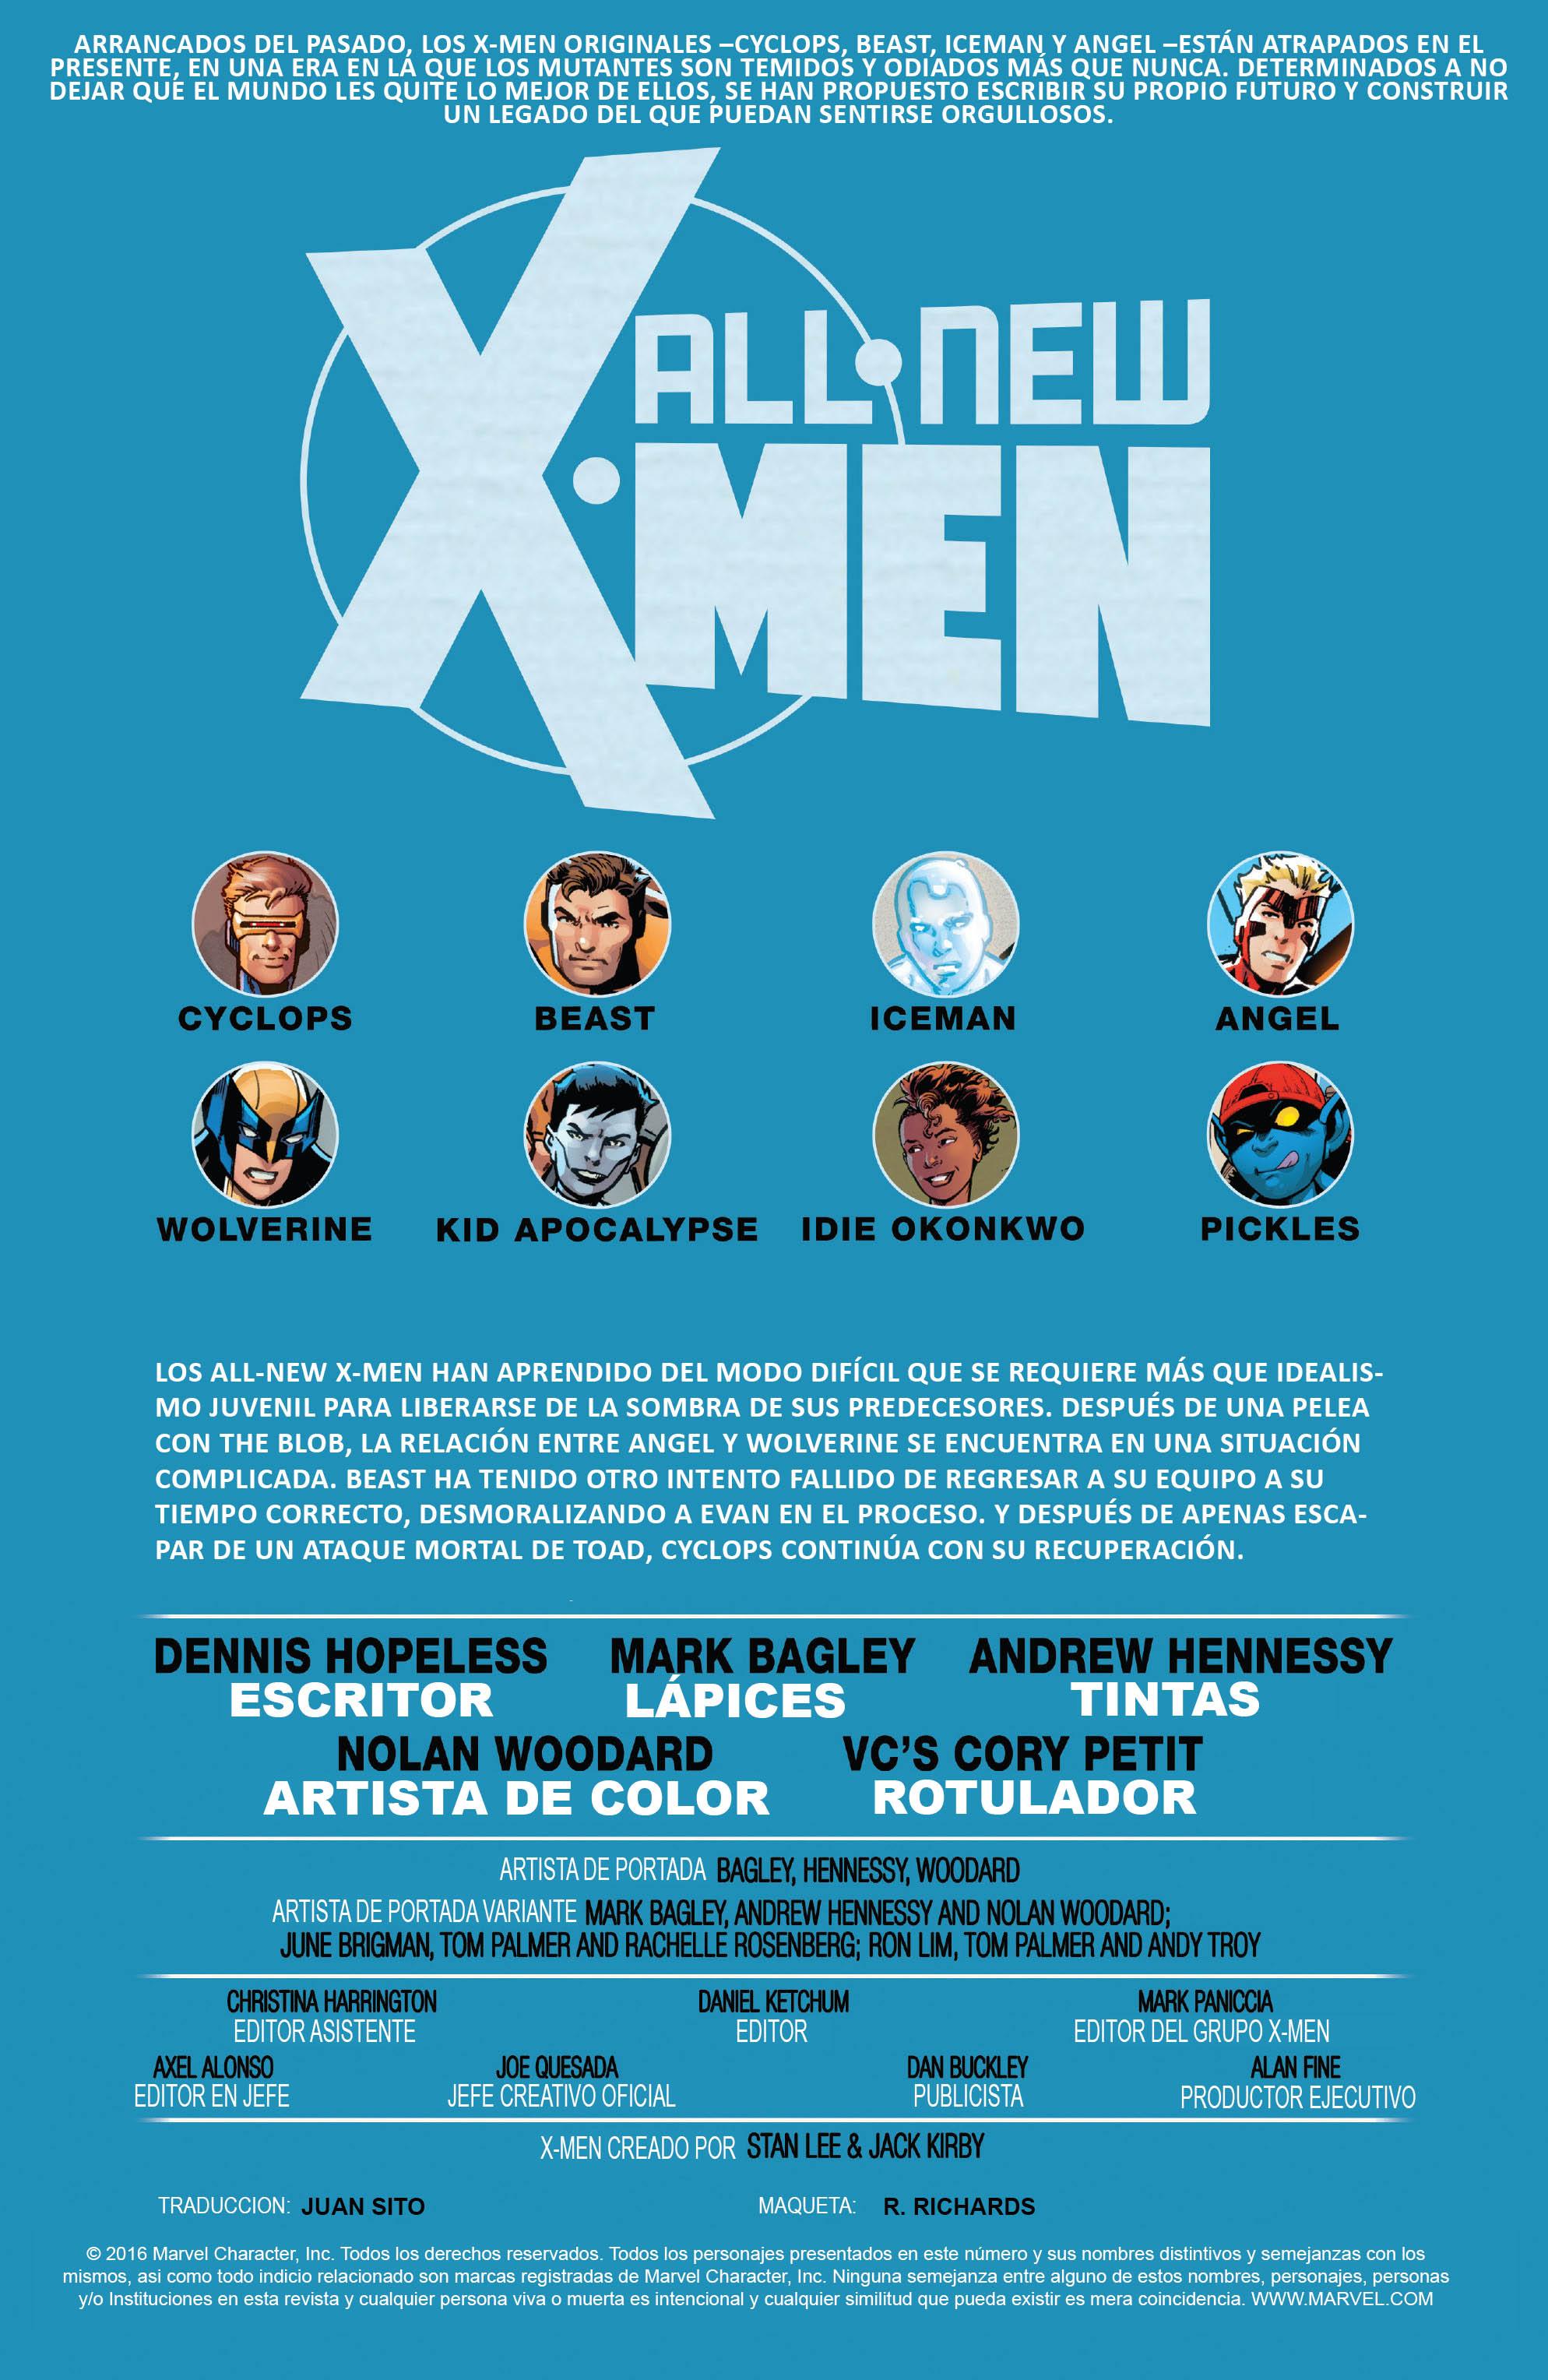 ARRANCADOS DEL PASADO, LOS X-MEN ORIGINALES –CYCLOPS, BEAST, ICEMAN Y ANGEL –ESTÁN ATRAPADOS EN EL
PRESENTE, EN UNA ERA EN LA QUE LOS MUTANTES SON TEMIDOS Y ODIADOS MÁS QUE NUNCA. DETERMINADOS A NO
DEJAR QUE EL MUNDO LES QUITE LO MEJOR DE ELLOS, SE HAN PROPUESTO ESCRIBIR SU PROPIO FUTURO Y CONSTRUIR
UN LEGADO DEL QUE PUEDAN SENTIRSE ORGULLOSOS.
ALL·NEW
X·MEN
CYCLOPS BEAST ICEMAN ANGEL
WOLVERINE KID APOCALYPSE IDIE OKONKWO PICKLES
LOS ALL-NEW X-MEN HAN APRENDIDO DEL MODO DIFÍCIL QUE SE REQUIERE MÁS QUE IDEALIS-
MO JUVENIL PARA LIBERARSE DE LA SOMBRA DE SUS PREDECESORES. DESPUÉS DE UNA PELEA
CON THE BLOB, LA RELACIÓN ENTRE ANGEL Y WOLVERINE SE ENCUENTRA EN UNA SITUACIÓN
COMPLICADA. BEAST HA TENIDO OTRO INTENTO FALLIDO DE REGRESAR A SU EQUIPO A SU
TIEMPO CORRECTO, DESMORALIZANDO A EVAN EN EL PROCESO. Y DESPUÉS DE APENAS ESCA-
PAR DE UN ATAQUE MORTAL DE TOAD, CYCLOPS CONTINÚA CON SU RECUPERACIÓN.
DENNIS HOPELESS MARK BAGLEY ANDREW HENNESSY
ESCRITOR LÁPICES TINTAS
NOLAN WOODARD VC'S CORY PETIT
ARTISTA DE COLOR ROTULADOR
ARTISTA DE PORTADA BAGLEY, HENNESSY, WOODARD
ARTISTA DE PORTADA VARIANTE MARK BAGLEY, ANDREW HENNESSY AND NOLAN WOODARD;
JUNE BRIGMAN, TOM PALMER AND RACHELLE ROSENBERG; RON LIM, TOM PALMER AND ANDY TROY
CHRISTINA HARRINGTON DANIEL KETCHUM MARK PANICCIA
EDITOR ASISTENTE EDITOR EDITOR DEL GRUPO X-MEN
AXEL ALONSO JOE QUESADA DAN BUCKLEY ALAN FINE
EDITOR EN JEFE JEFE CREATIVO OFICIAL PUBLICISTA PRODUCTOR EJECUTIVO
X-MEN CREADO POR STAN LEE & JACK KIRBY
TRADUCCION: JUAN SITO MAQUETA: R. RICHARDS
© 2016 Marvel Character, Inc. Todos los derechos reservados. Todos los personajes presentados en este número y sus nombres distintivos y semejanzas con los
mismos, asi como todo indicio relacionado son marcas registradas de Marvel Character, Inc. Ninguna semejanza entre alguno de estos nombres, personajes, personas
y/o Instituciones en esta revista y cualquier persona viva o muerta es intencional y cualquier similitud que pueda existir es mera coincidencia. WWW.MARVEL.COM